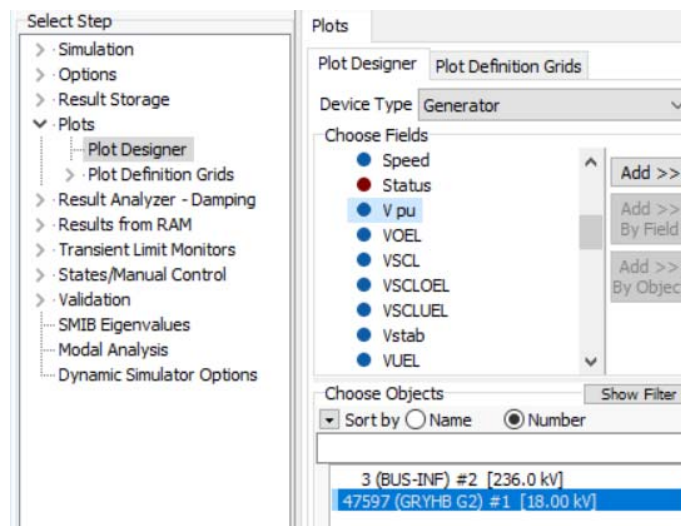 Select Step
Simulation
Options
Result Storage
Plots
Plot Designer
Plot Definition Grids
Result Analyzer - Damping
Results from RAM
Transient Limit Monitors
States/Manual Control
Validation
SMIB Eigenvalues
Modal Analysis
Dynamic Simulator Options
Plots
Plot Designer Plot Definition Grids
Device Type Generator
Choose Fields
Speed
Status
V pu
VOEL
VSCL
VSCLOEL
VSCLUEL
Vstab
VUEL
Add >>
Add >>
By Field
Add >>
By Objec
Choose Objects Show Filter
Sort by Name Number
3 (BUS-INF) #2 [236.0 kV]
47597 (GRYHB G2) #1 [18.00 kV]